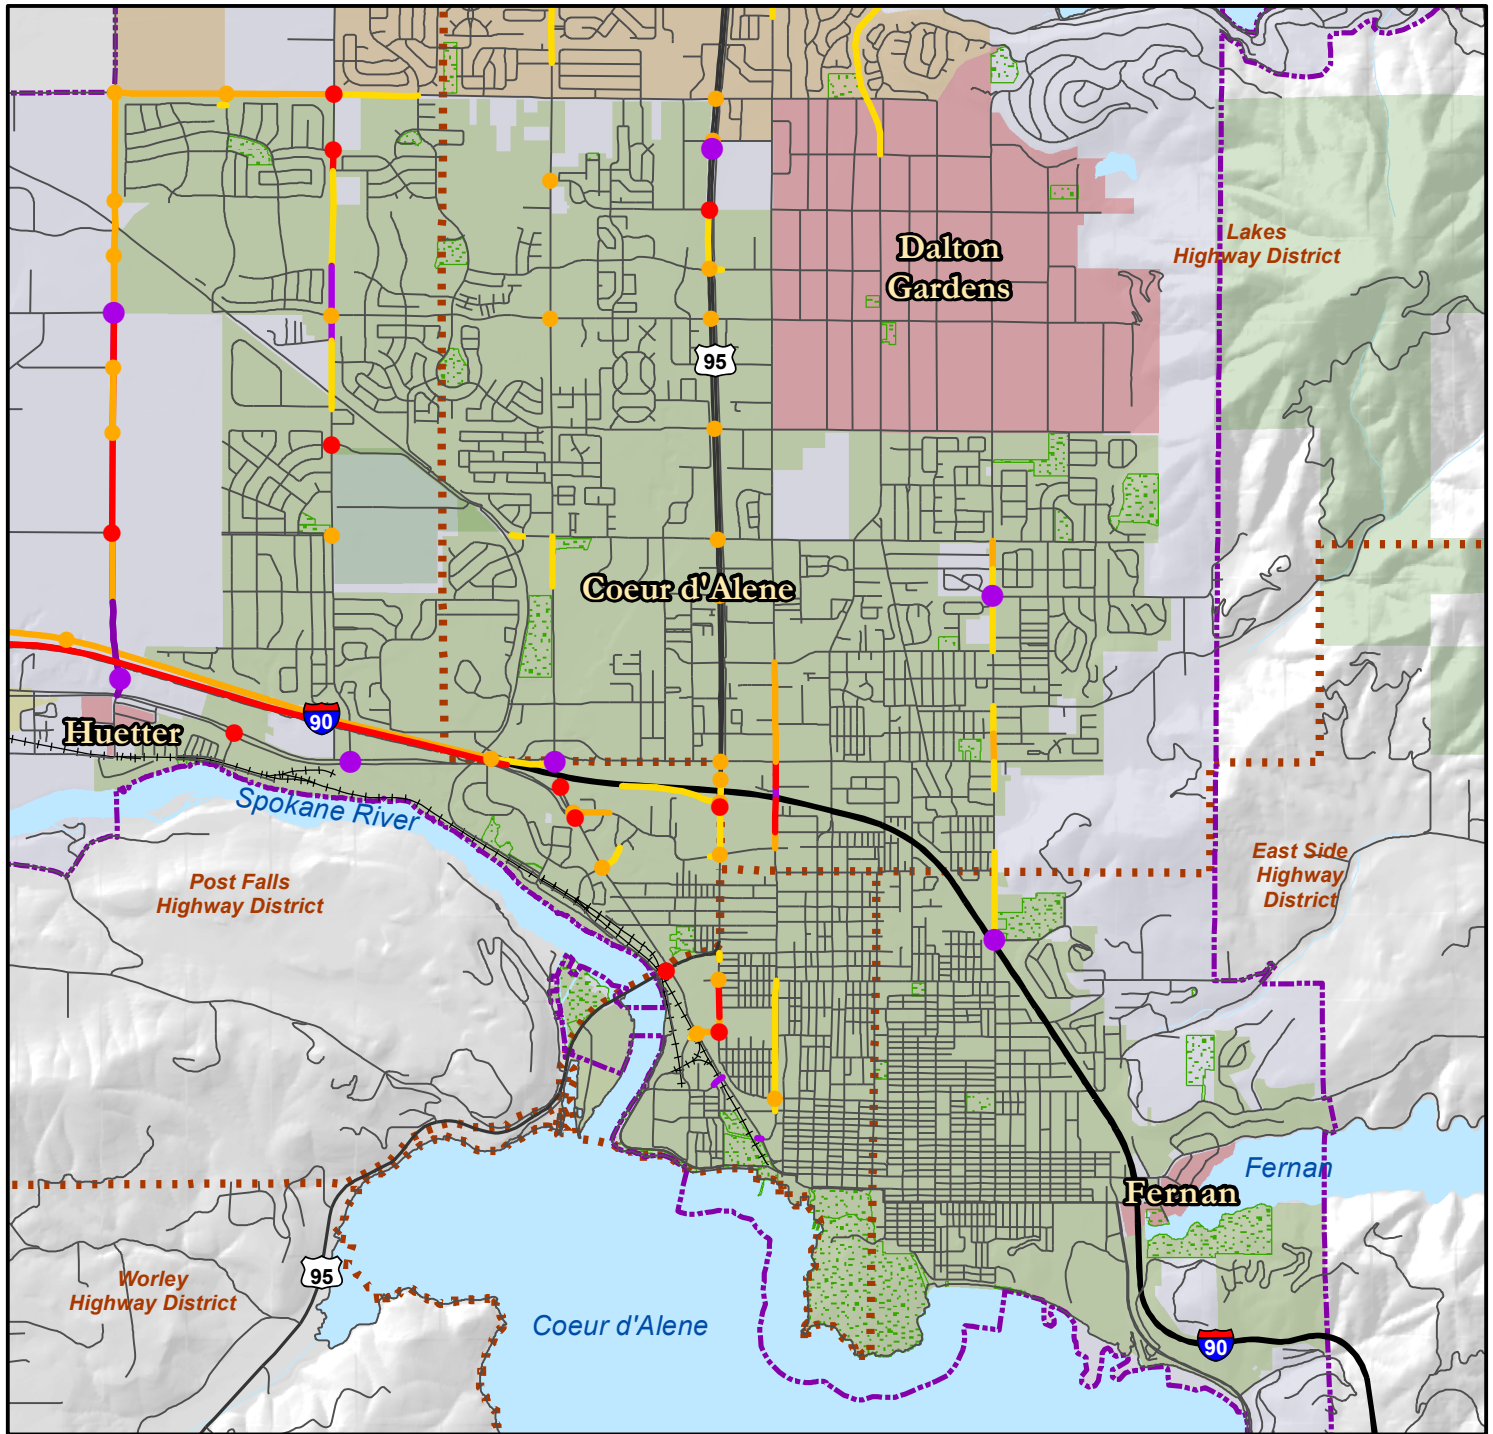 Lakes
Highway District
Dalton
Gardens
95
Coeur d'Alene
90
Huetter
Spokane River
Post Falls
Highway District
East Side
Highway
District
Fernan
Fernan
95
Worley
Highway District
Coeur d'Alene
90